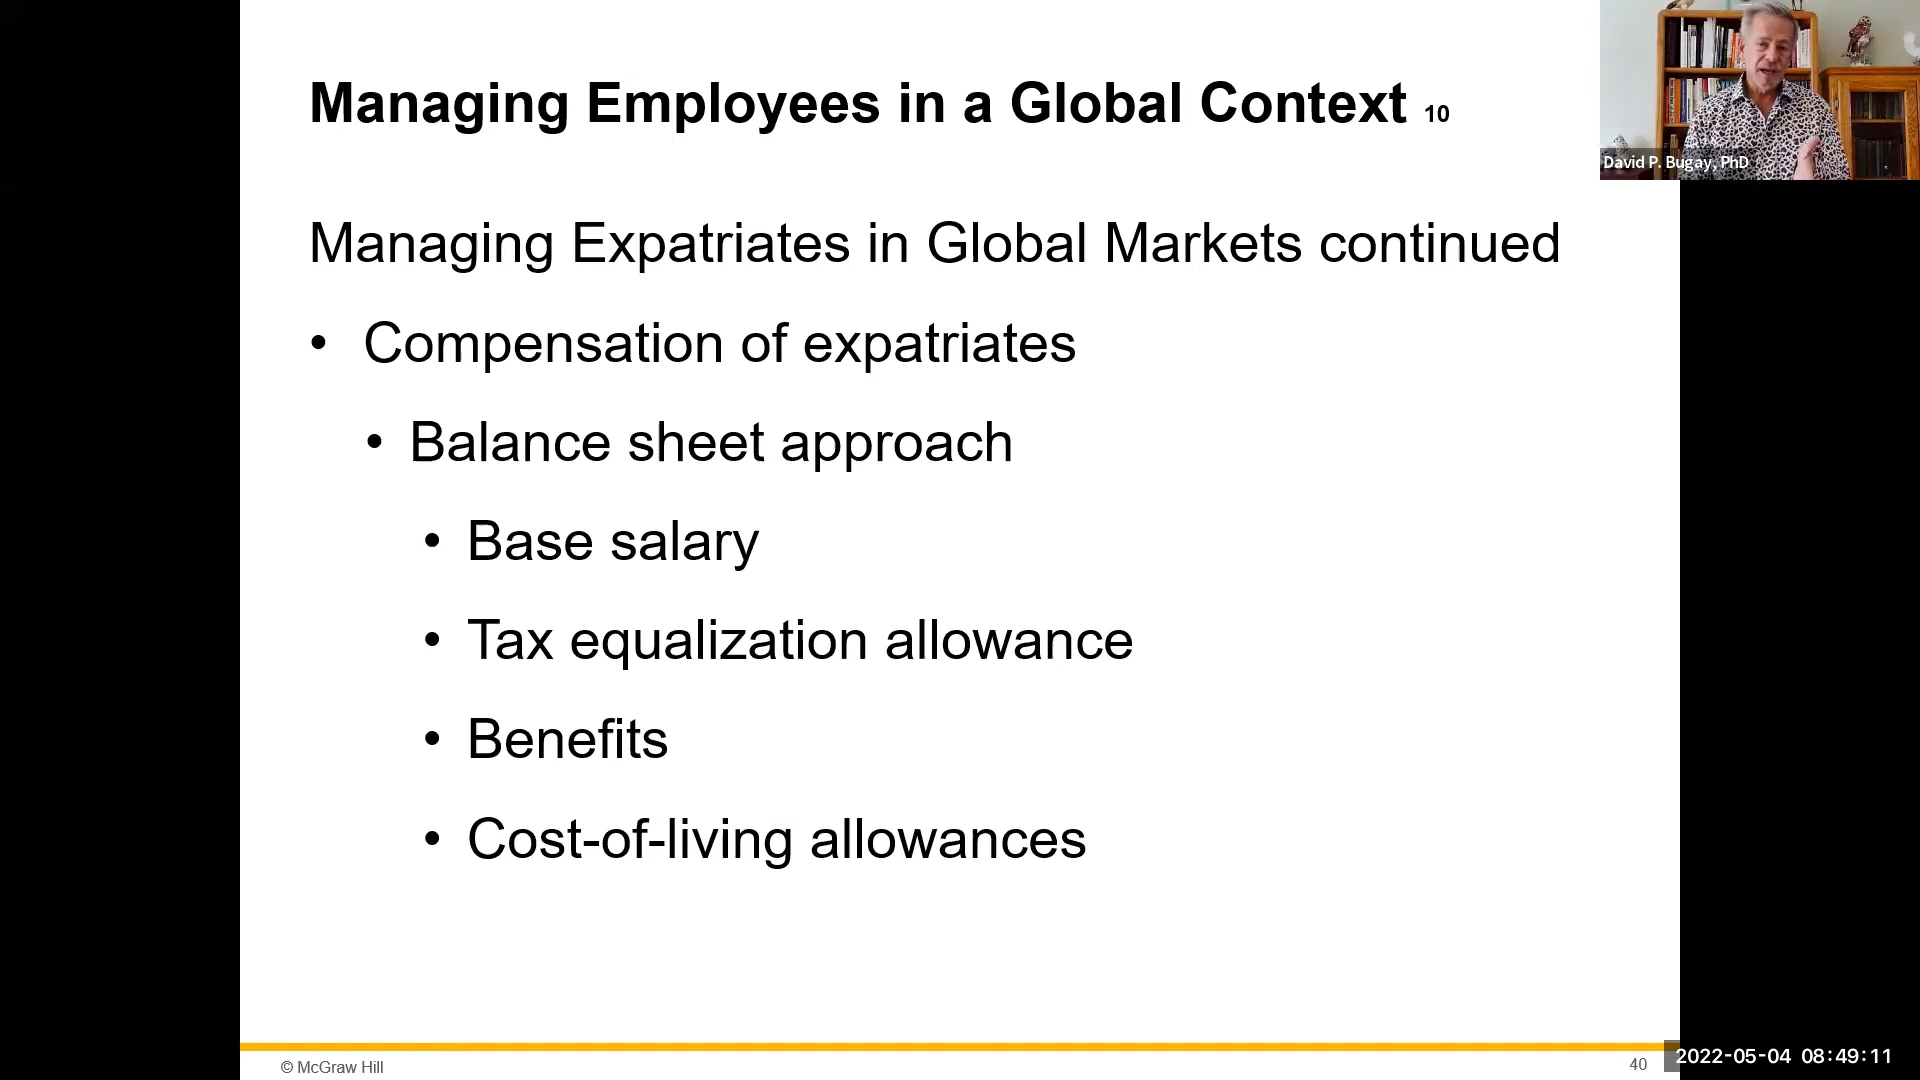 Managing Employees in a Global Context 10
David P. Bugay, PhD
Managing Expatriates in Global Markets continued
• Compensation of expatriates
• Balance sheet approach
• Base salary
• Tax equalization allowance
• Benefits
• Cost-of-living allowances
© McGraw Hill
40
2022-05-04 08:49:11